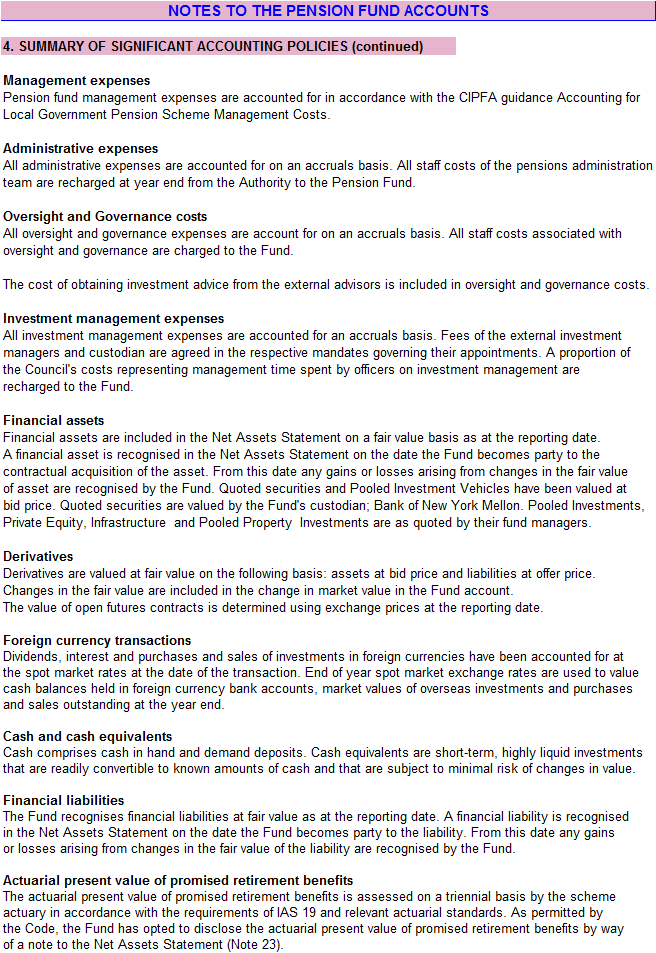 NOTES TO THE PENSION FUND ACCOUNTS
4. SUMMARY OF SIGNIFICANT ACCOUNTING POLICIES (continued)
Management expenses
Pension fund management expenses are accounted for in accordance with the CIPFA guidance Accounting for
Local Government Pension Scheme Management Costs.
Administrative expenses
All administrative expenses are accounted for on an accruals basis. All staff costs of the pensions administration
team are recharged at year end from the Authority to the Pension Fund.
Oversight and Governance costs
All oversight and governance expenses are account for on an accruals basis. All staff costs associated with
oversight and governance are charged to the Fund.
The cost of obtaining investment advice from the external advisors is included in oversight and governance costs.
Investment management expenses
All investment management expenses are accounted for an accruals basis. Fees of the external investment
managers and custodian are agreed in the respective mandates governing their appointments. A proportion of
the Council's costs representing management time spent by officers on investment management are
recharged to the Fund.
Financial assets
Financial assets are included in the Net Assets Statement on a fair value basis as at the reporting date.
A financial asset is recognised in the Net Assets Statement on the date the Fund becomes party to the
contractual acquisition of the asset. From this date any gains or losses arising from changes in the fair value
of asset are recognised by the Fund. Quoted securities and Pooled Investment Vehicles have been valued at
bid price. Quoted securities are valued by the Fund's custodian; Bank of New York Mellon. Pooled Investments,
Private Equity, Infrastructure and Pooled Property Investments are as quoted by their fund managers.
Derivatives
Derivatives are valued at fair value on the following basis: assets at bid price and liabilities at offer price.
Changes in the fair value are included in the change in market value in the Fund account.
The value of open futures contracts is determined using exchange prices at the reporting date.
Foreign currency transactions
Dividends, interest and purchases and sales of investments in foreign currencies have been accounted for at
the spot market rates at the date of the transaction. End of year spot market exchange rates are used to value
cash balances held in foreign currency bank accounts, market values of overseas investments and purchases
and sales outstanding at the year end.
Cash and cash equivalents
Cash comprises cash in hand and demand deposits. Cash equivalents are short-term, highly liquid investments
that are readily convertible to known amounts of cash and that are subject to minimal risk of changes in value.
Financial liabilities
The Fund recognises financial liabilities at fair value as at the reporting date. A financial liability is recognised
in the Net Assets Statement on the date the Fund becomes party to the liability. From this date any gains
or losses arising from changes in the fair value of the liability are recognised by the Fund.
Actuarial present value of promised retirement benefits
The actuarial present value of promised retirement benefits is assessed on a triennial basis by the scheme
actuary in accordance with the requirements of IAS 19 and relevant actuarial standards. As permitted by
the Code, the Fund has opted to disclose the actuarial present value of promised retirement benefits by way
of a note to the Net Assets Statement (Note 23).